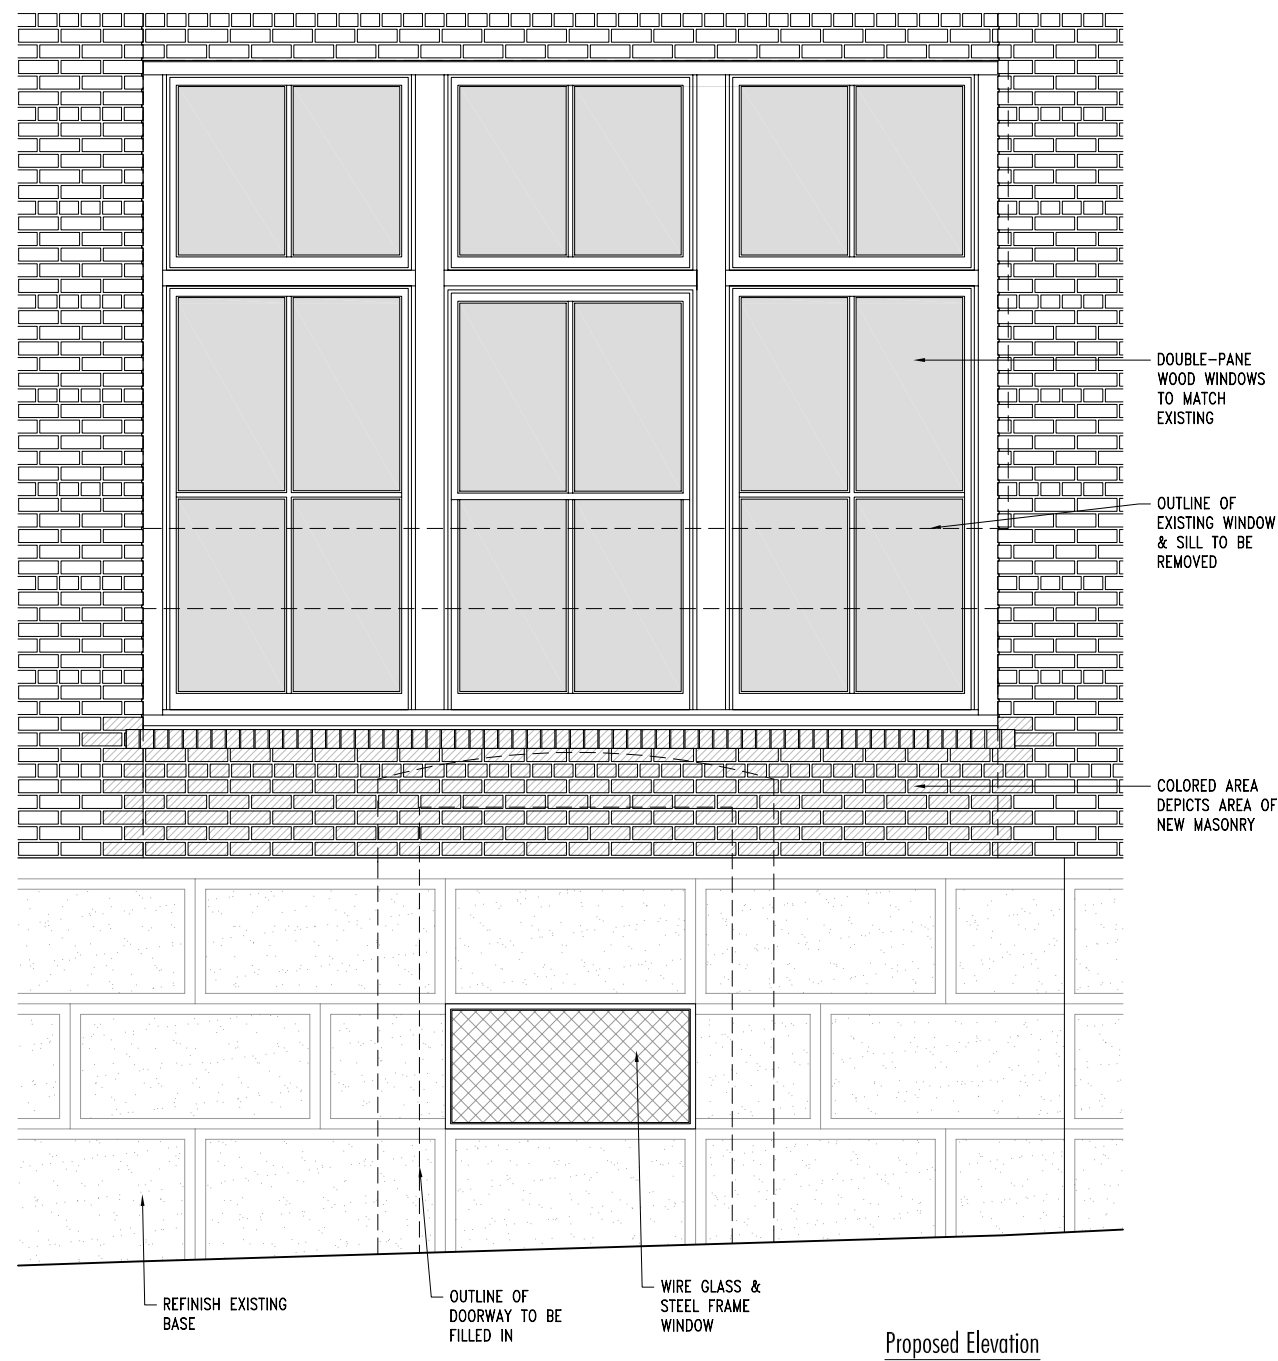 DOUBLE-PANE
WOOD WINDOWS
TO MATCH
EXISTING
OUTLINE OF
EXISTING WINDOW
& SILL TO BE
REMOVED
COLORED AREA
DEPICTS AREA OF
NEW MASONRY
REFINISH EXISTING
BASE
OUTLINE OF
DOORWAY TO BE
FILLED IN
WIRE GLASS &
STEEL FRAME
WINDOW
Proposed Elevation